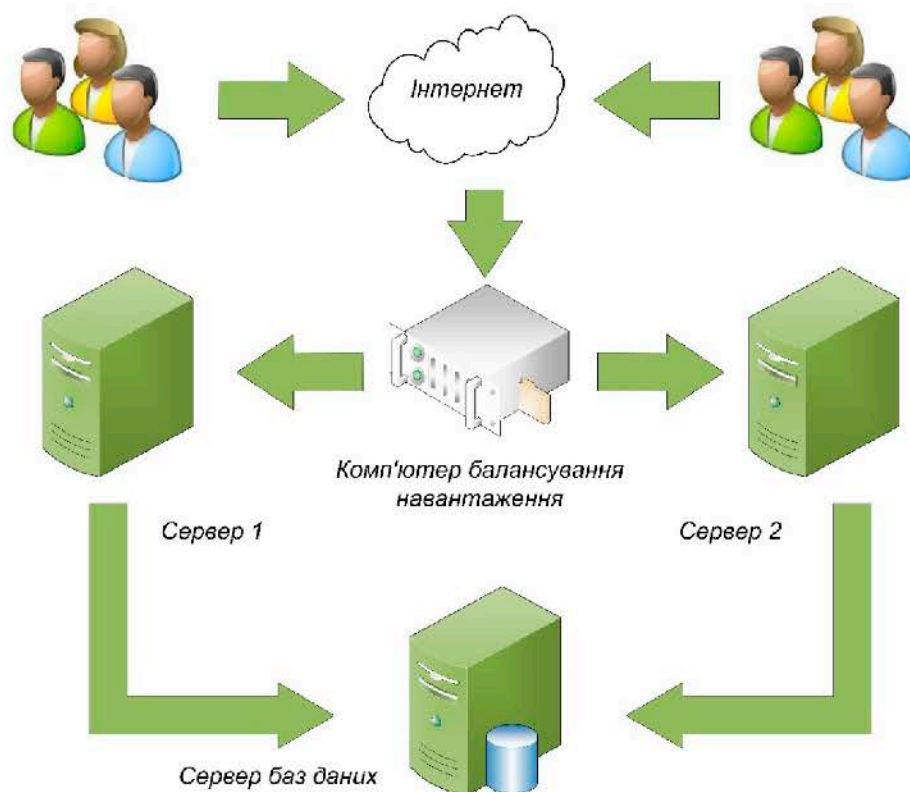 Інтернет
Комп'ютер балансування
навантаження
Сервер 1
Сервер 2
Сервер баз даних